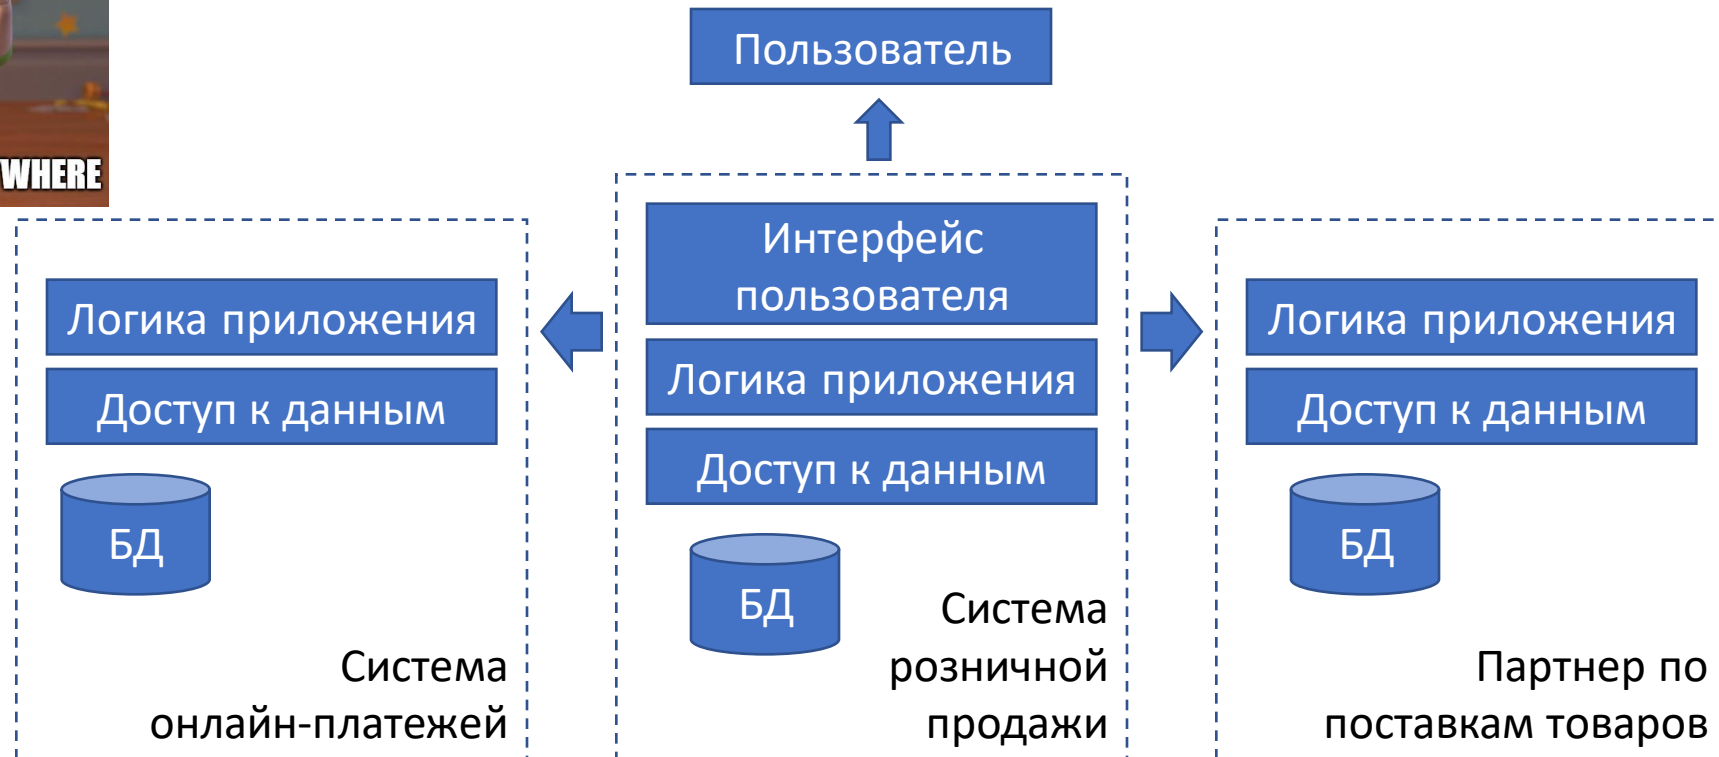 Пользователь
WHERE
Интерфейс
пользователя
Логика приложения
Доступ к данным
БД
Система
онлайн-платежей
Логика приложения
Доступ к данным
БД
Система
розничной
продажи
Логика приложения
Доступ к данным
БД
Партнер по
поставкам товаров